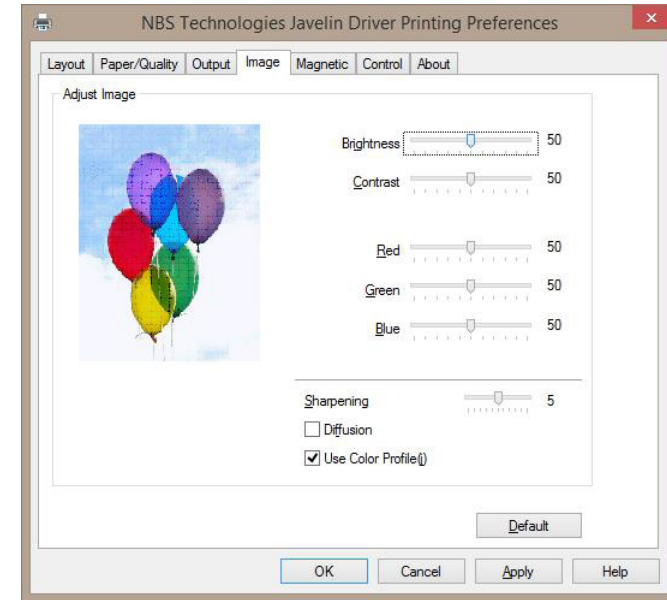 NBS Technologies Javelin Driver Printing Preferences
Layout Paper/Quality Output Image Magnetic Control About
Adjust Image
Brightness 50
Contrast 50
Red 50
Green 50
Blue 50
Sharpening 5
Diffusion
Use Color Profile(j)
Default
OK Cancel Apply Help